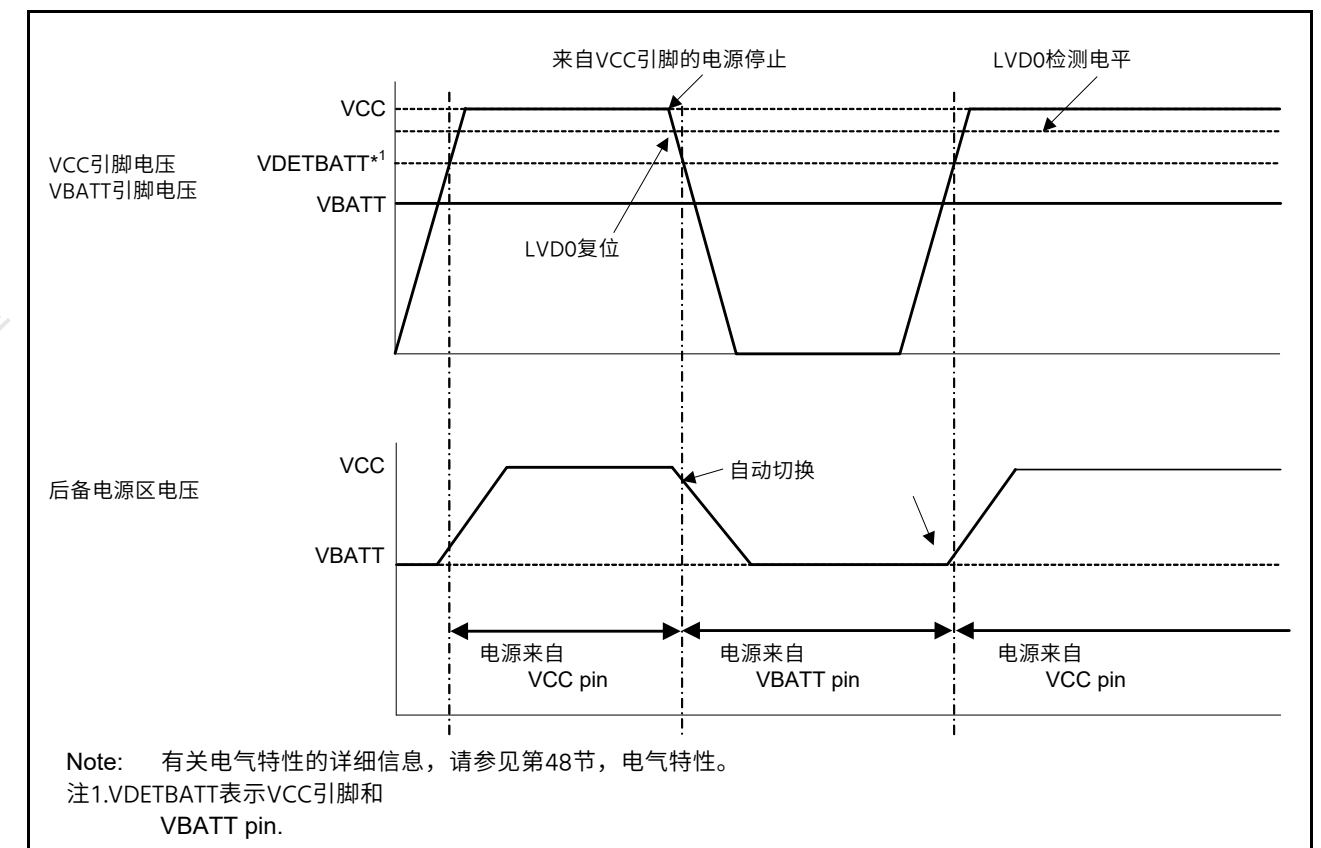 来自VCC引脚的电源停止
LVD0检测电平
VCC
VCC引脚电压
VBATT引脚电压
VDETBATT*1
VBATT
LVD0复位
后备电源区电压
VCC
自动切换
VBATT
电源来自
VCC pin
电源来自
VBATT pin
电源来自
VCC pin
Note: 有关电气特性的详细信息，请参见第48节，电气特性。
注1.VDETBATT表示VCC引脚和
VBATT pin.